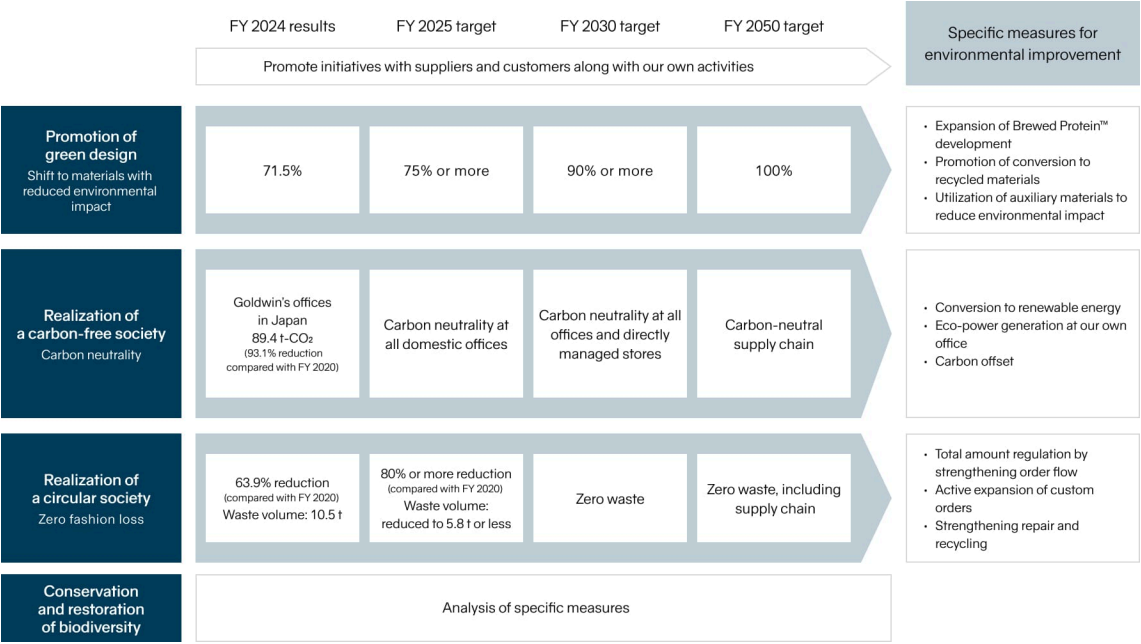 FY 2024 results
FY 2025 target
FY 2030 target
FY 2050 target
Specific measures for
environmental improvement
Promote initiatives with suppliers and customers along with our own activities
Promotion of
green design
Shift to materials with
reduced environmental
impact
71.5%
75% or more
90% or more
100%
・ Expansion of Brewed Protein™
development
・ Promotion of conversion to
recycled materials
・ Utilization of auxiliary materials to
reduce environmental impact
Realization of
a carbon-free society
Carbon neutrality
Goldwin's offices
in Japan
89.4 t-CO₂
(93.1% reduction
compared with FY 2020)
Carbon neutrality at
all domestic offices
Carbon neutrality at all
offices and directly
managed stores
Carbon-neutral
supply chain
・ Conversion to renewable energy
・ Eco-power generation at our own
office
・ Carbon offset
Realization of
a circular society
Zero fashion loss
63.9% reduction
(compared with FY 2020)
Waste volume: 10.5 t
80% or more reduction
(compared with FY 2020)
Waste volume:
reduced to 5.8 t or less
Zero waste
Zero waste, including
supply chain
・ Total amount regulation by
strengthening order flow
・ Active expansion of custom
orders
・ Strengthening repair and
recycling
Conservation
and restoration
of biodiversity
Analysis of specific measures